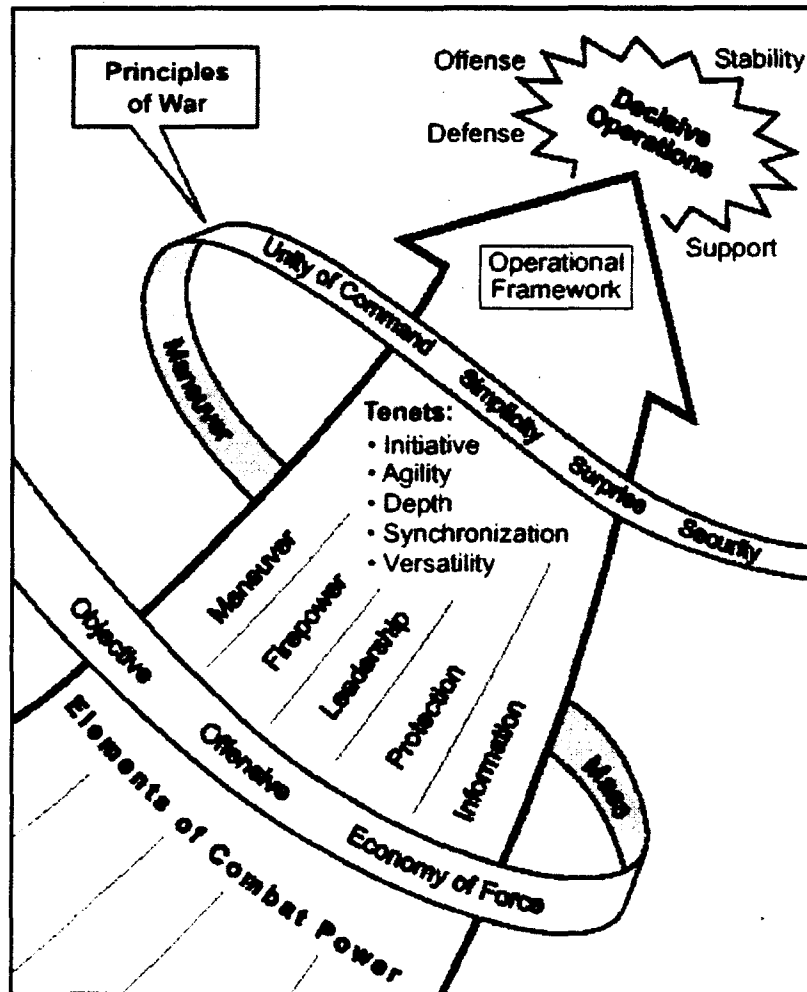 Principles
of War
Offense
Stability
Defense
Decisive
Operations
Support
Operational
Framework
Unity of Command Simplicity Surprise Security
Maneuver
Tenets:
• Initiative
• Agility
• Depth
• Synchronization
• Versatility
Maneuver
Firepower
Leadership
Protection
Information
Objective Offensive Economy of Force
Mass
Elements of Combat Power